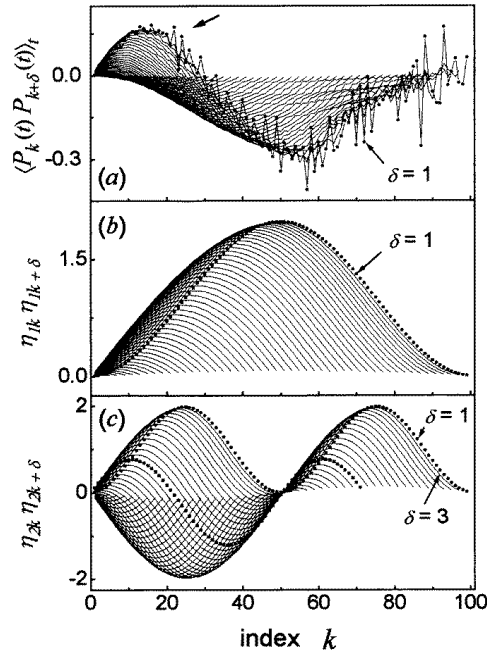 ⟨P_k(t) P_{k+δ}(t)⟩_t
0.0
-0.3
(a)
δ = 1
η_{1k} η_{1k+δ}
1.5
0.0
(b)
δ = 1
η_{2k} η_{2k+δ}
2
0
-2
(c)
δ = 1
δ = 3
0 20 40 60 80 100
index k